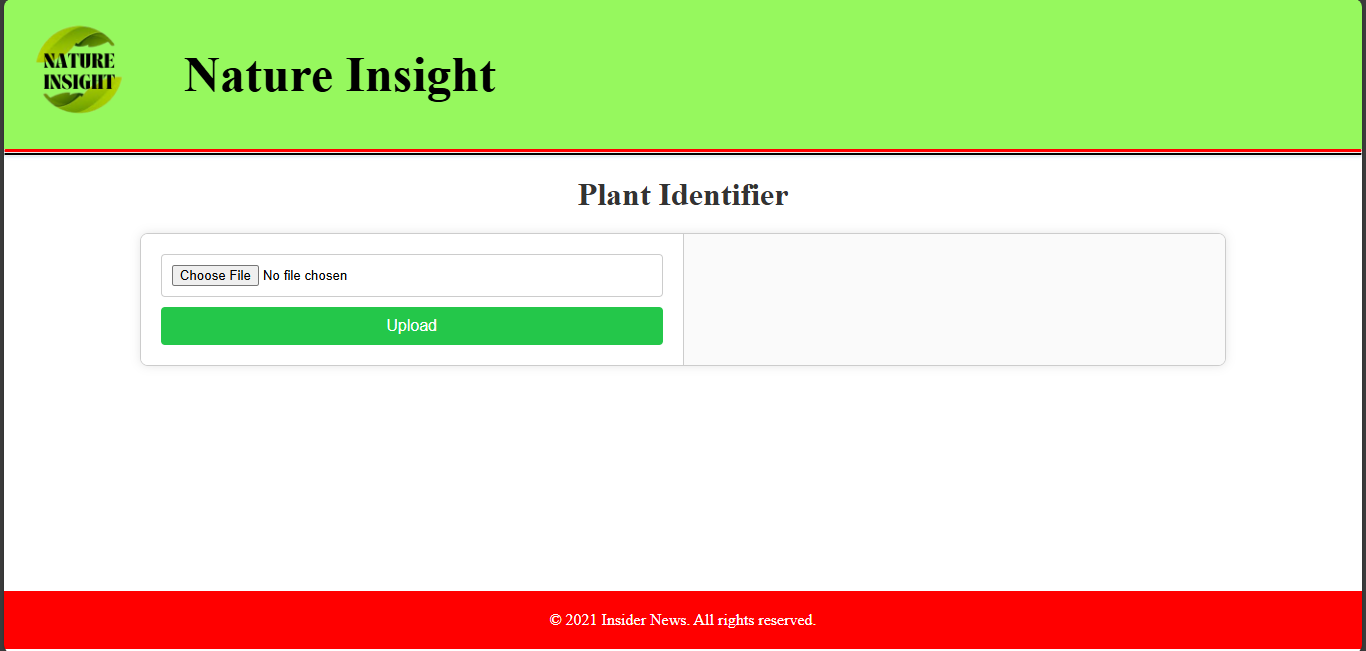 NATURE
INSIGHT
Nature Insight
Plant Identifier
Choose File No file chosen
Upload
© 2021 Insider News. All rights reserved.